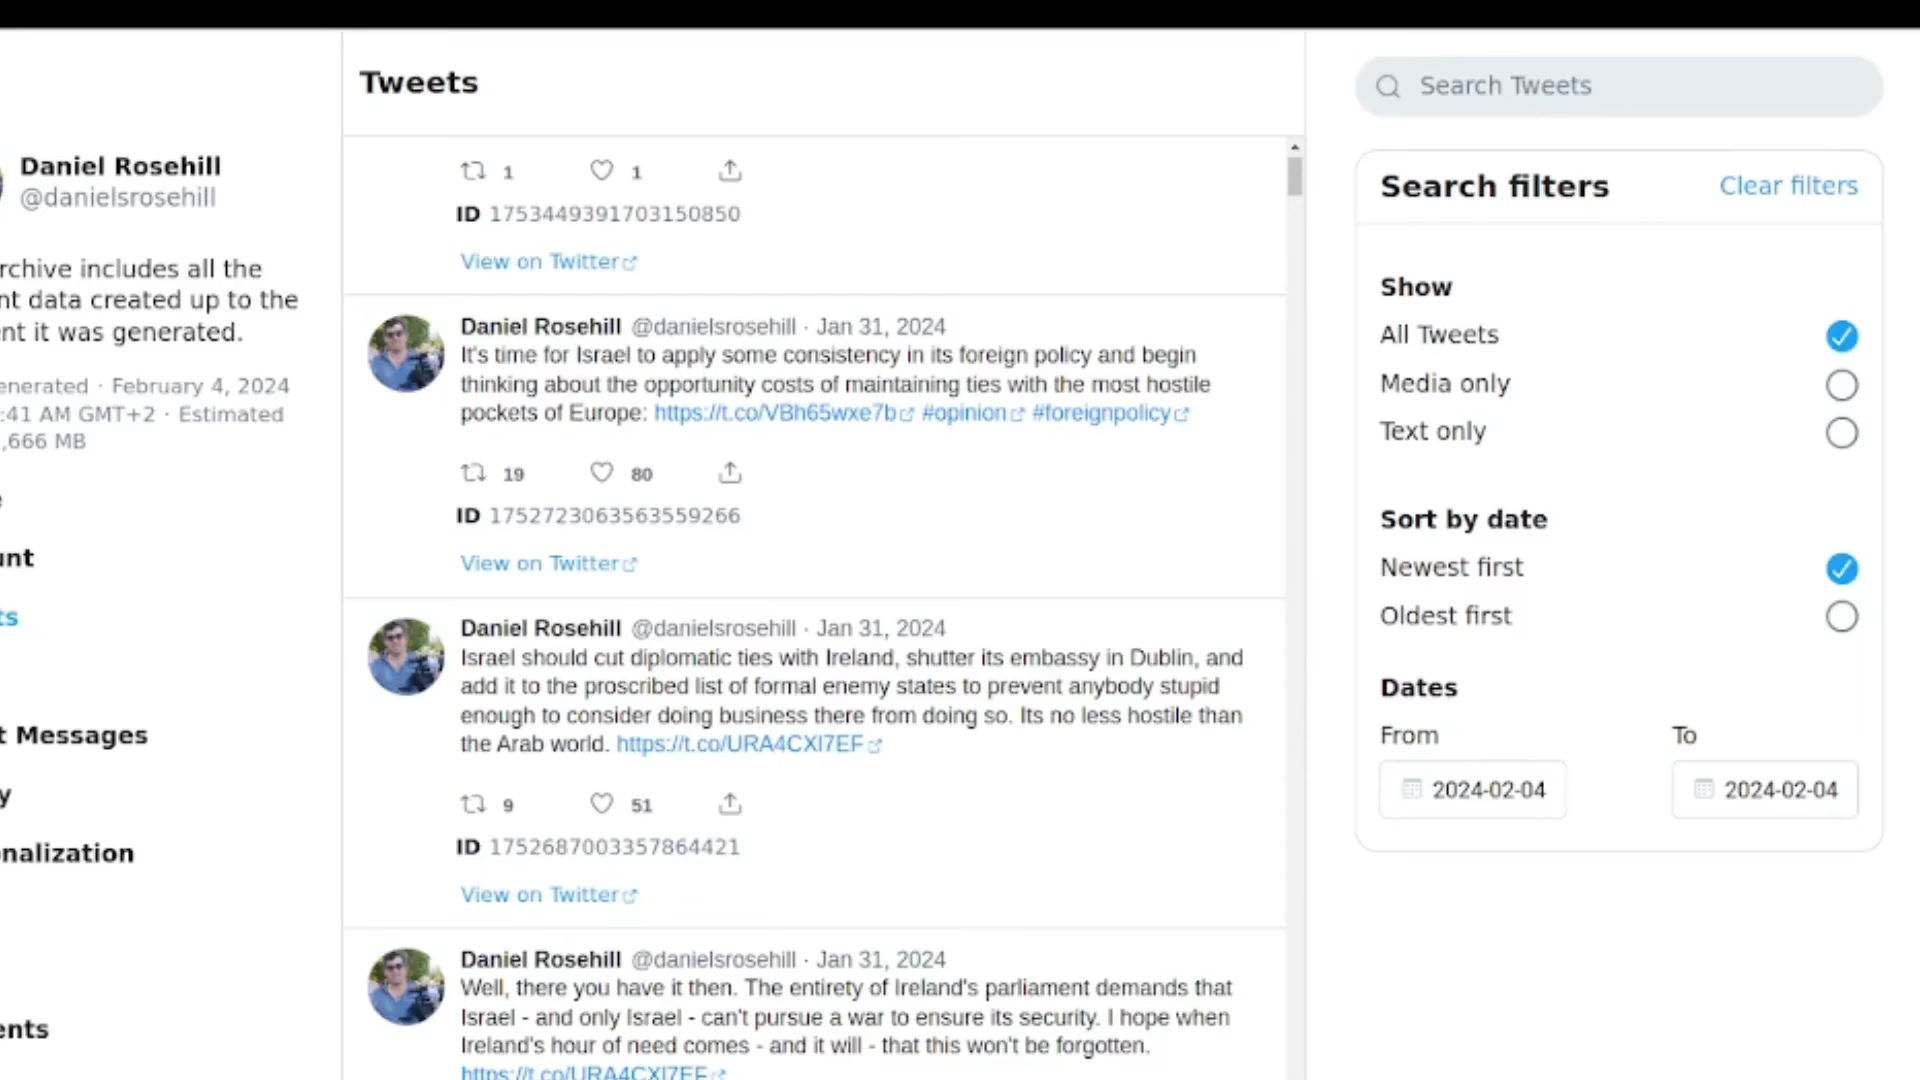 Tweets
Search Tweets
Daniel Rosehill
@danielsrosehill
rchive includes all the
nt data created up to the
nt it was generated.
enerated · February 4, 2024
:41 AM GMT+2 · Estimated
,666 MB
unt
ts
t Messages
y
onalization
ents
1 1
ID 1753449391703150850
View on Twitter
Daniel Rosehill @danielsrosehill · Jan 31, 2024
It's time for Israel to apply some consistency in its foreign policy and begin
thinking about the opportunity costs of maintaining ties with the most hostile
pockets of Europe: https://t.co/VBh65wxe7b #opinion #foreignpolicy
19 80
ID 1752723063563559266
View on Twitter
Daniel Rosehill @danielsrosehill · Jan 31, 2024
Israel should cut diplomatic ties with Ireland, shutter its embassy in Dublin, and
add it to the proscribed list of formal enemy states to prevent anybody stupid
enough to consider doing business there from doing so. Its no less hostile than
the Arab world. https://t.co/URA4CXl7EF
9 51
ID 1752687003357864421
View on Twitter
Daniel Rosehill @danielsrosehill · Jan 31, 2024
Well, there you have it then. The entirety of Ireland's parliament demands that
Israel - and only Israel - can't pursue a war to ensure its security. I hope when
Ireland's hour of need comes - and it will - that this won't be forgotten.
https://t.co/URA4CXl7EF
Search filters Clear filters
Show
All Tweets
Media only
Text only
Sort by date
Newest first
Oldest first
Dates
From To
2024-02-04 2024-02-04